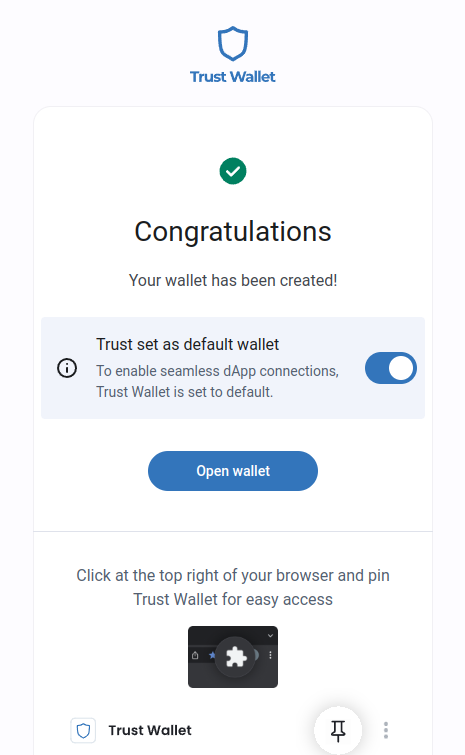 Trust Wallet
Congratulations
Your wallet has been created!
Trust set as default wallet
To enable seamless dApp connections,
Trust Wallet is set to default.
Open wallet
Click at the top right of your browser and pin
Trust Wallet for easy access
Trust Wallet